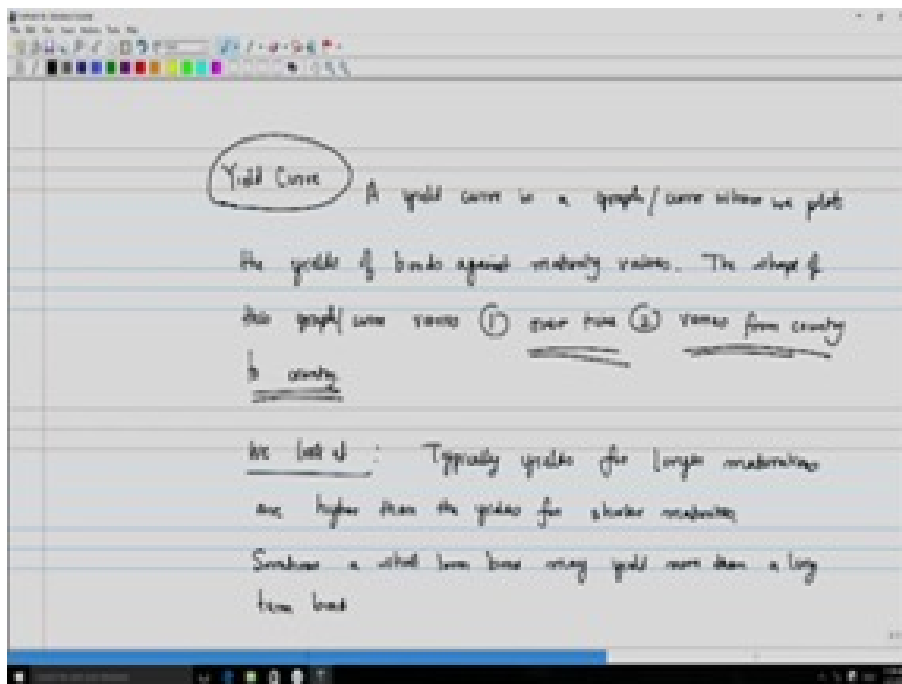 Yield Curve
A yield curve is a graph/curve where we plot
the yields of bonds against maturity values. The shape of
this graph/curve varies ① over time ② varies from country
to country
We look at : Typically yields for longer maturities
are higher than the yields for shorter maturities
Sometimes a short term bond may yield more than a long
term bond